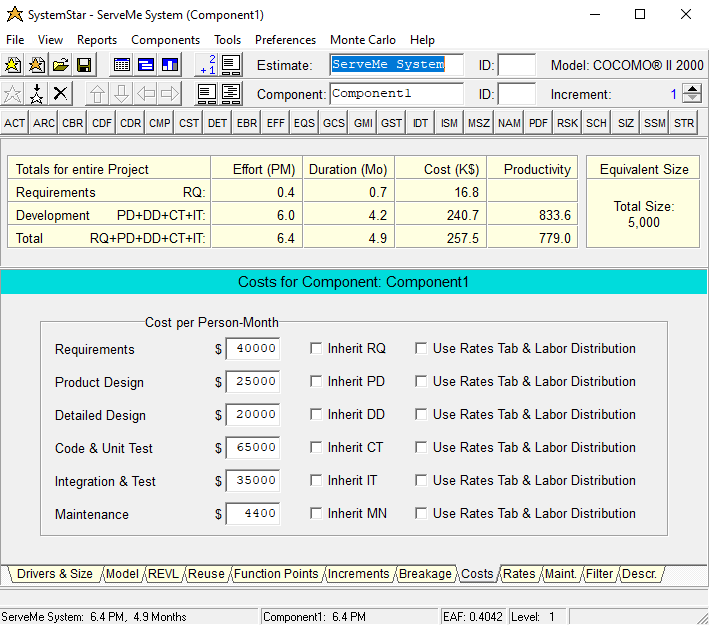 SystemStar - ServeMe System (Component1)
File View Reports Components Tools Preferences Monte Carlo Help
2 +1 Estimate: ServeMe System ID: Model: COCOMO® II 2000
Component: Component1 ID: Increment: 1
ACT ARC CBR CDF CDR CMP CST DET EBR EFF EQS GCS GMI GST IDT ISM MSZ NAM PDF RSK SCH SIZ SSM STR
Totals for entire Project Effort (PM) Duration (Mo) Cost (K$) Productivity Equivalent Size
Requirements RQ: 0.4 0.7 16.8
Development PD+DD+CT+IT: 6.0 4.2 240.7 833.6 Total Size:
5,000
Total RQ+PD+DD+CT+IT: 6.4 4.9 257.5 779.0
Costs for Component: Component1
Cost per Person-Month
Requirements $ 40000 Inherit RQ Use Rates Tab & Labor Distribution
Product Design $ 25000 Inherit PD Use Rates Tab & Labor Distribution
Detailed Design $ 20000 Inherit DD Use Rates Tab & Labor Distribution
Code & Unit Test $ 65000 Inherit CT Use Rates Tab & Labor Distribution
Integration & Test $ 35000 Inherit IT Use Rates Tab & Labor Distribution
Maintenance $ 4400 Inherit MN Use Rates Tab & Labor Distribution
Drivers & Size Model REVL Reuse Function Points Increments Breakage Costs Rates Maint. Filter Descr.
ServeMe System: 6.4 PM, 4.9 Months Component1: 6.4 PM EAF: 0.4042 Level: 1